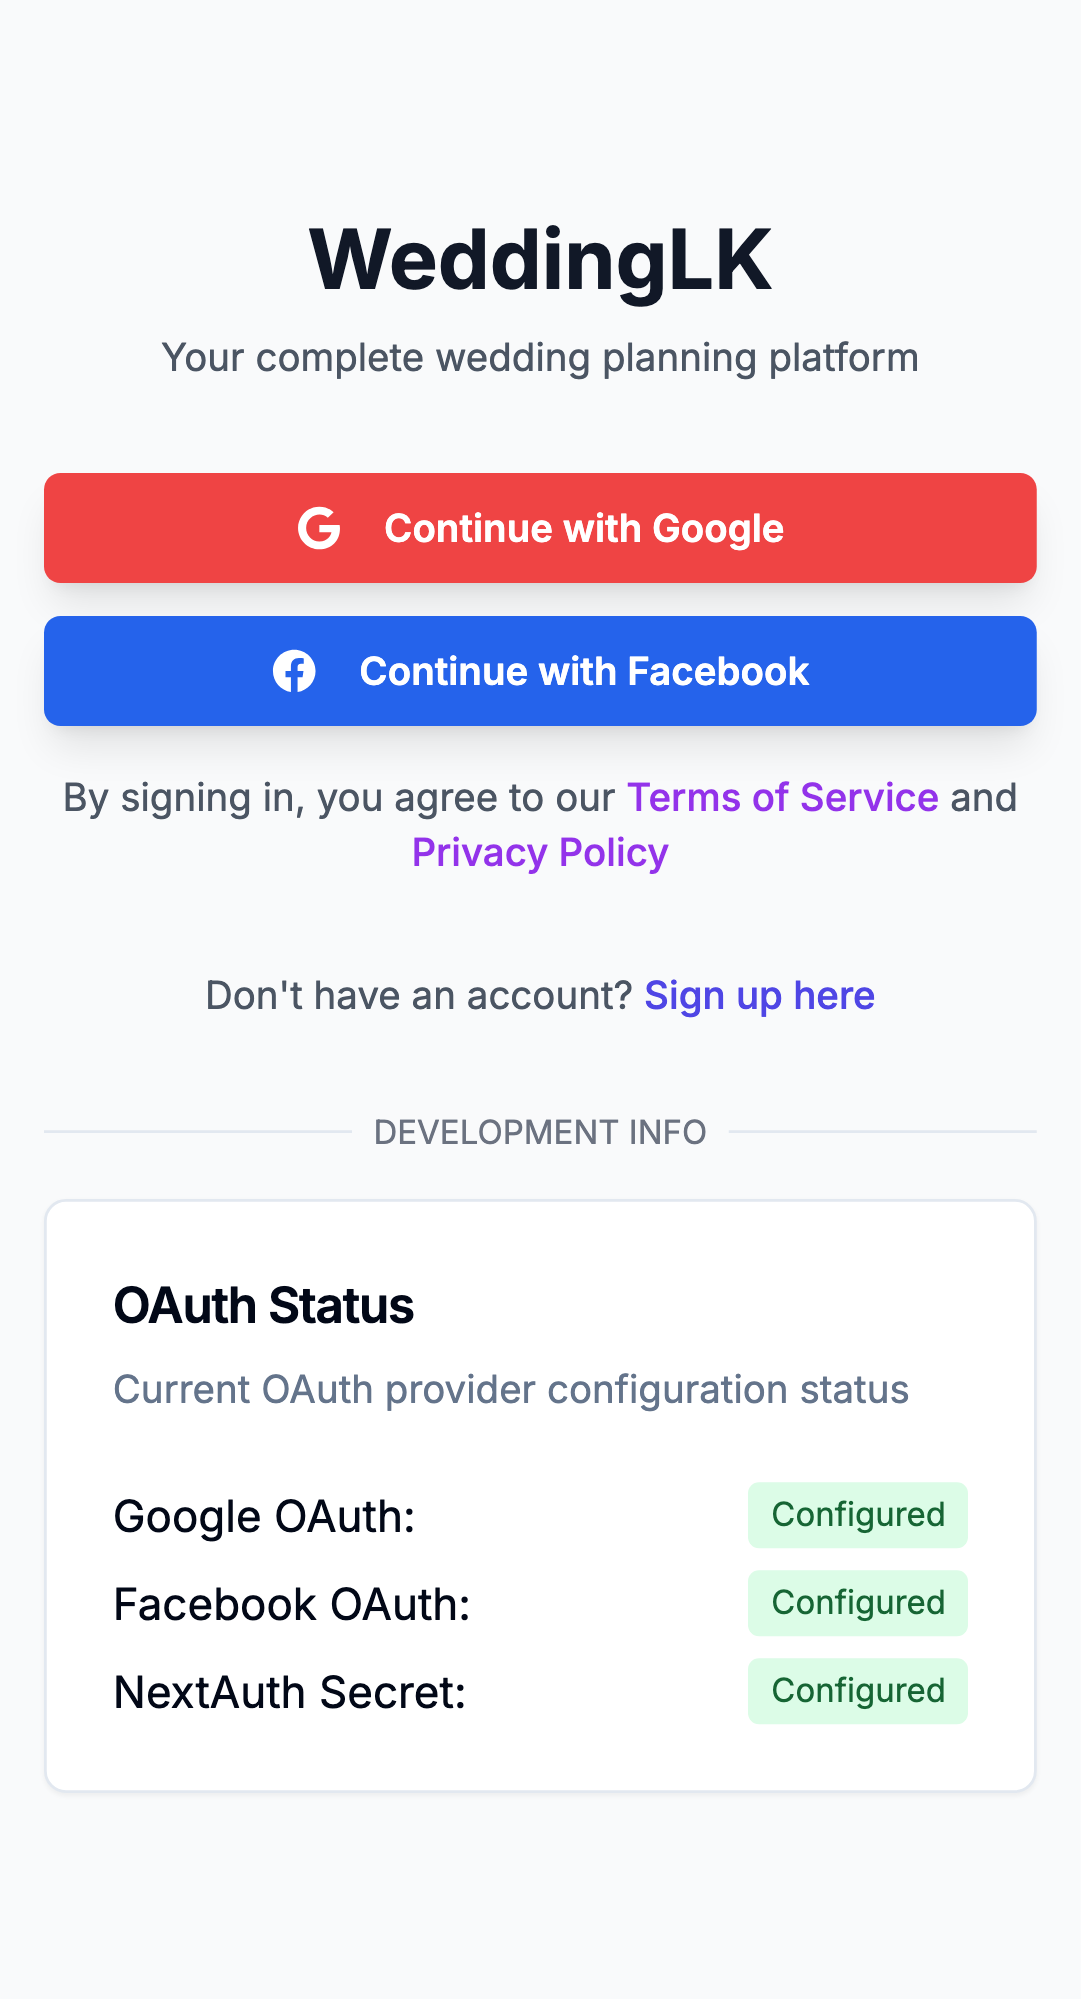 WeddingLK
Your complete wedding planning platform
Continue with Google
Continue with Facebook
By signing in, you agree to our Terms of Service and
Privacy Policy
Don't have an account? Sign up here
DEVELOPMENT INFO
OAuth Status
Current OAuth provider configuration status
Google OAuth: Configured
Facebook OAuth: Configured
NextAuth Secret: Configured